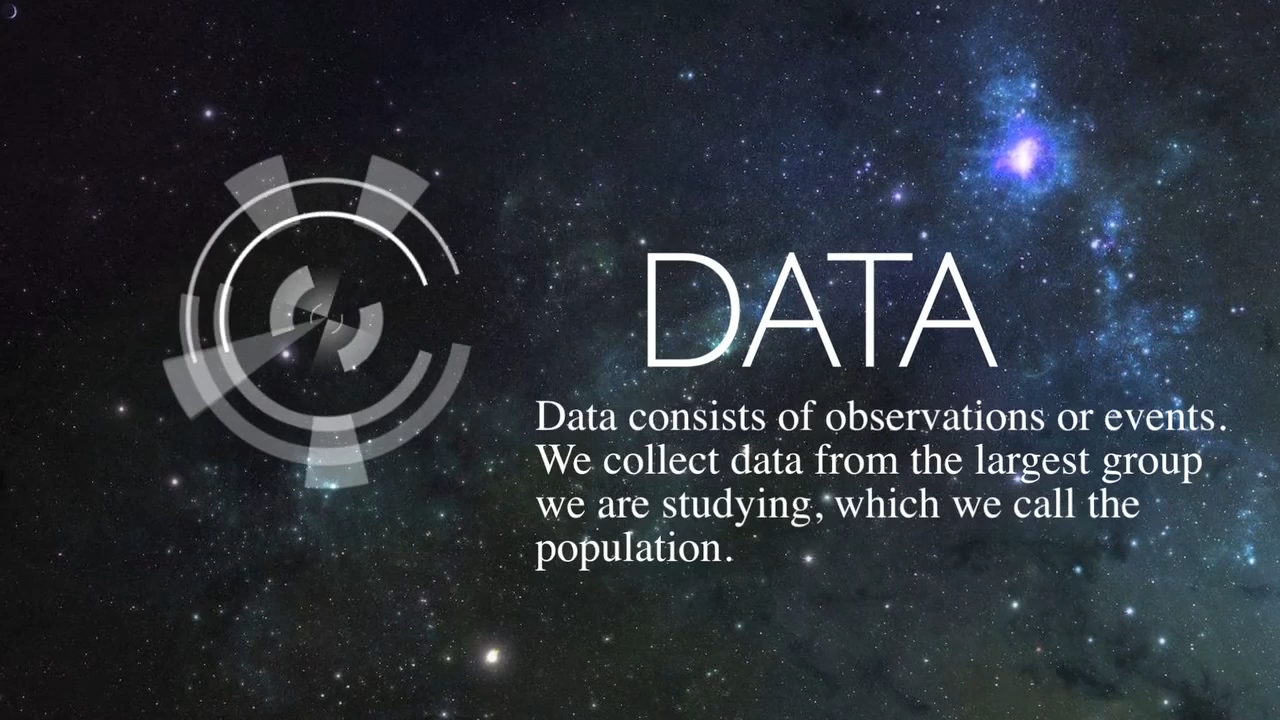 DATA
Data consists of observations or events.
We collect data from the largest group
we are studying, which we call the
population.